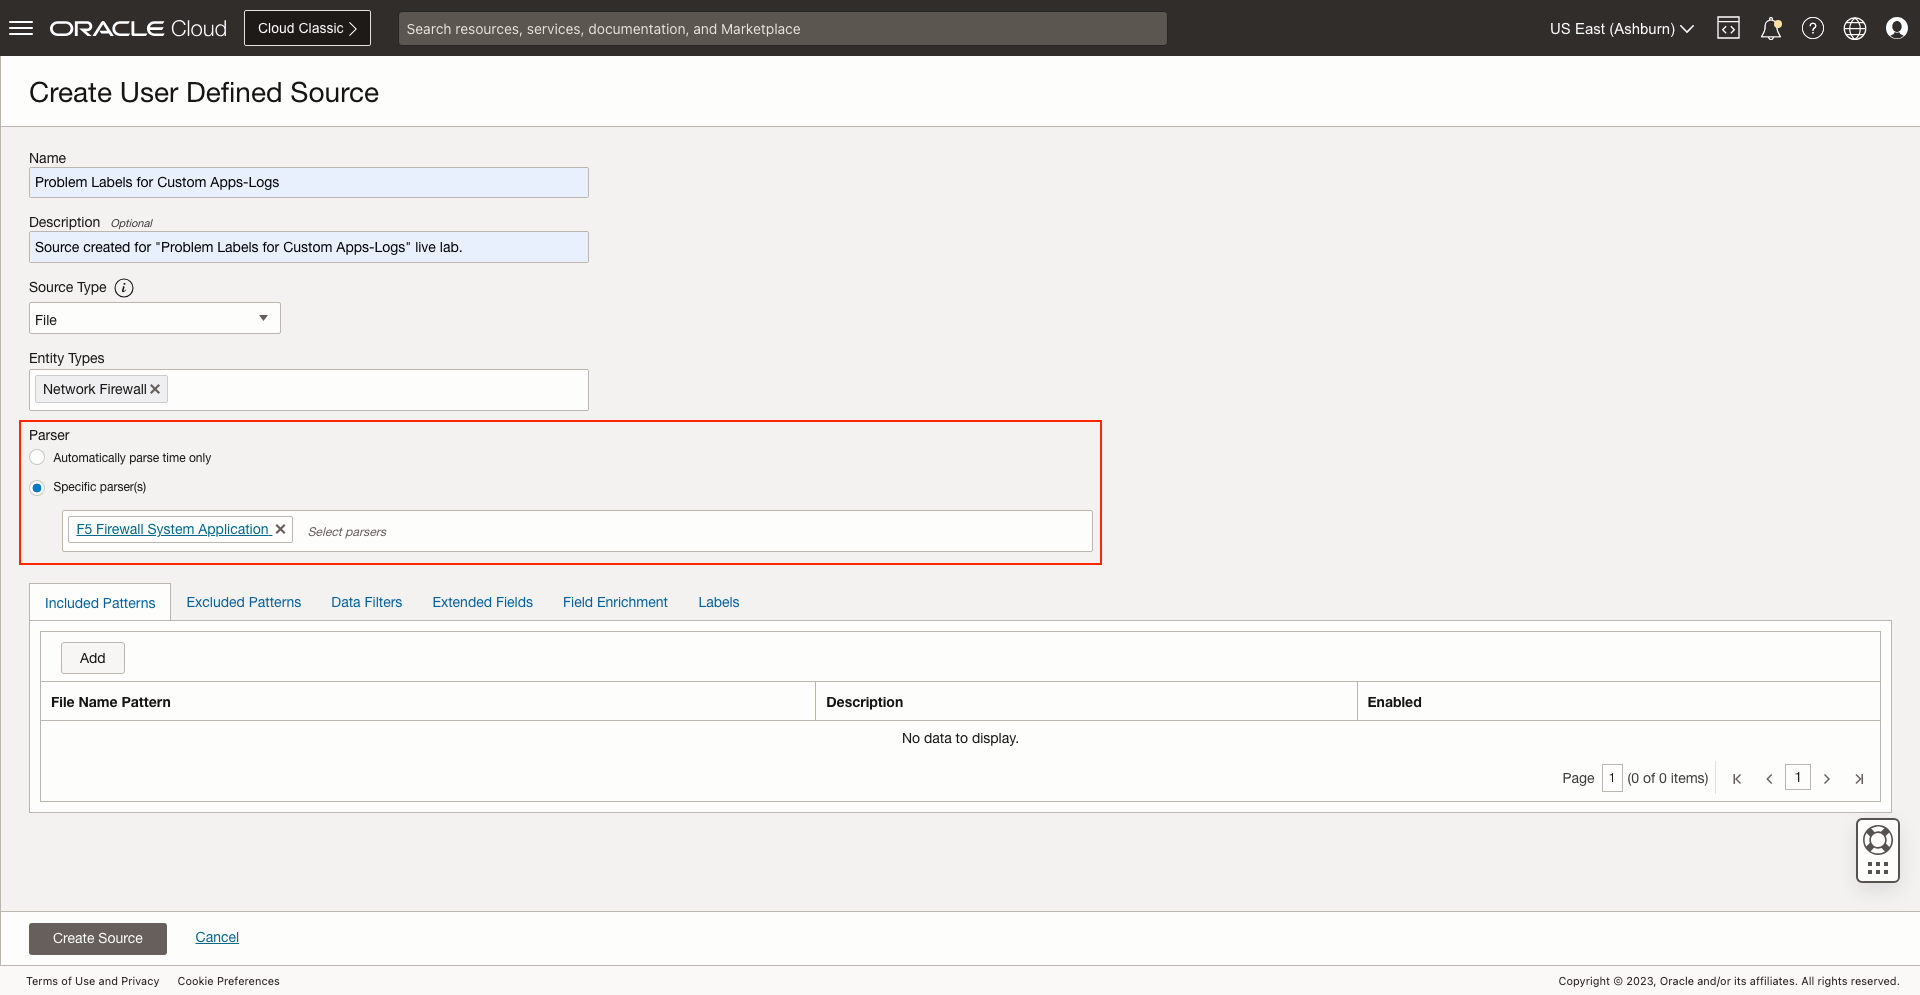 ORACLE Cloud
Cloud Classic
Search resources, services, documentation, and Marketplace
US East (Ashburn)
Create User Defined Source
Name
Problem Labels for Custom Apps-Logs
Description Optional
Source created for "Problem Labels for Custom Apps-Logs" live lab.
Source Type
File
Entity Types
Network Firewall
Parser
Automatically parse time only
Specific parser(s)
F5 Firewall System Application Select parsers
Included Patterns Excluded Patterns Data Filters Extended Fields Field Enrichment Labels
Add
File Name Pattern Description Enabled
No data to display.
Page 1 (0 of 0 items) 1
Create Source Cancel
Terms of Use and Privacy Cookie Preferences
Copyright © 2023, Oracle and/or its affiliates. All rights reserved.